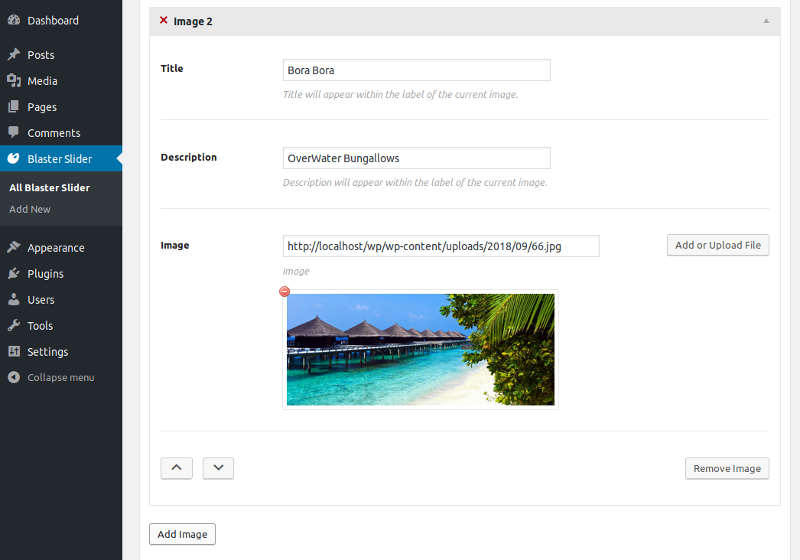 Dashboard
Posts
Media
Pages
Comments
Blaster Slider
All Blaster Slider
Add New
Appearance
Plugins
Users
Tools
Settings
Collapse menu
Image 2
Title
Bora Bora
Title will appear within the label of the current image.
Description
OverWater Bungallows
Description will appear within the label of the current image.
Image
http://localhost/wp/wp-content/uploads/2018/09/66.jpg
Add or Upload File
Image
Remove Image
Add Image